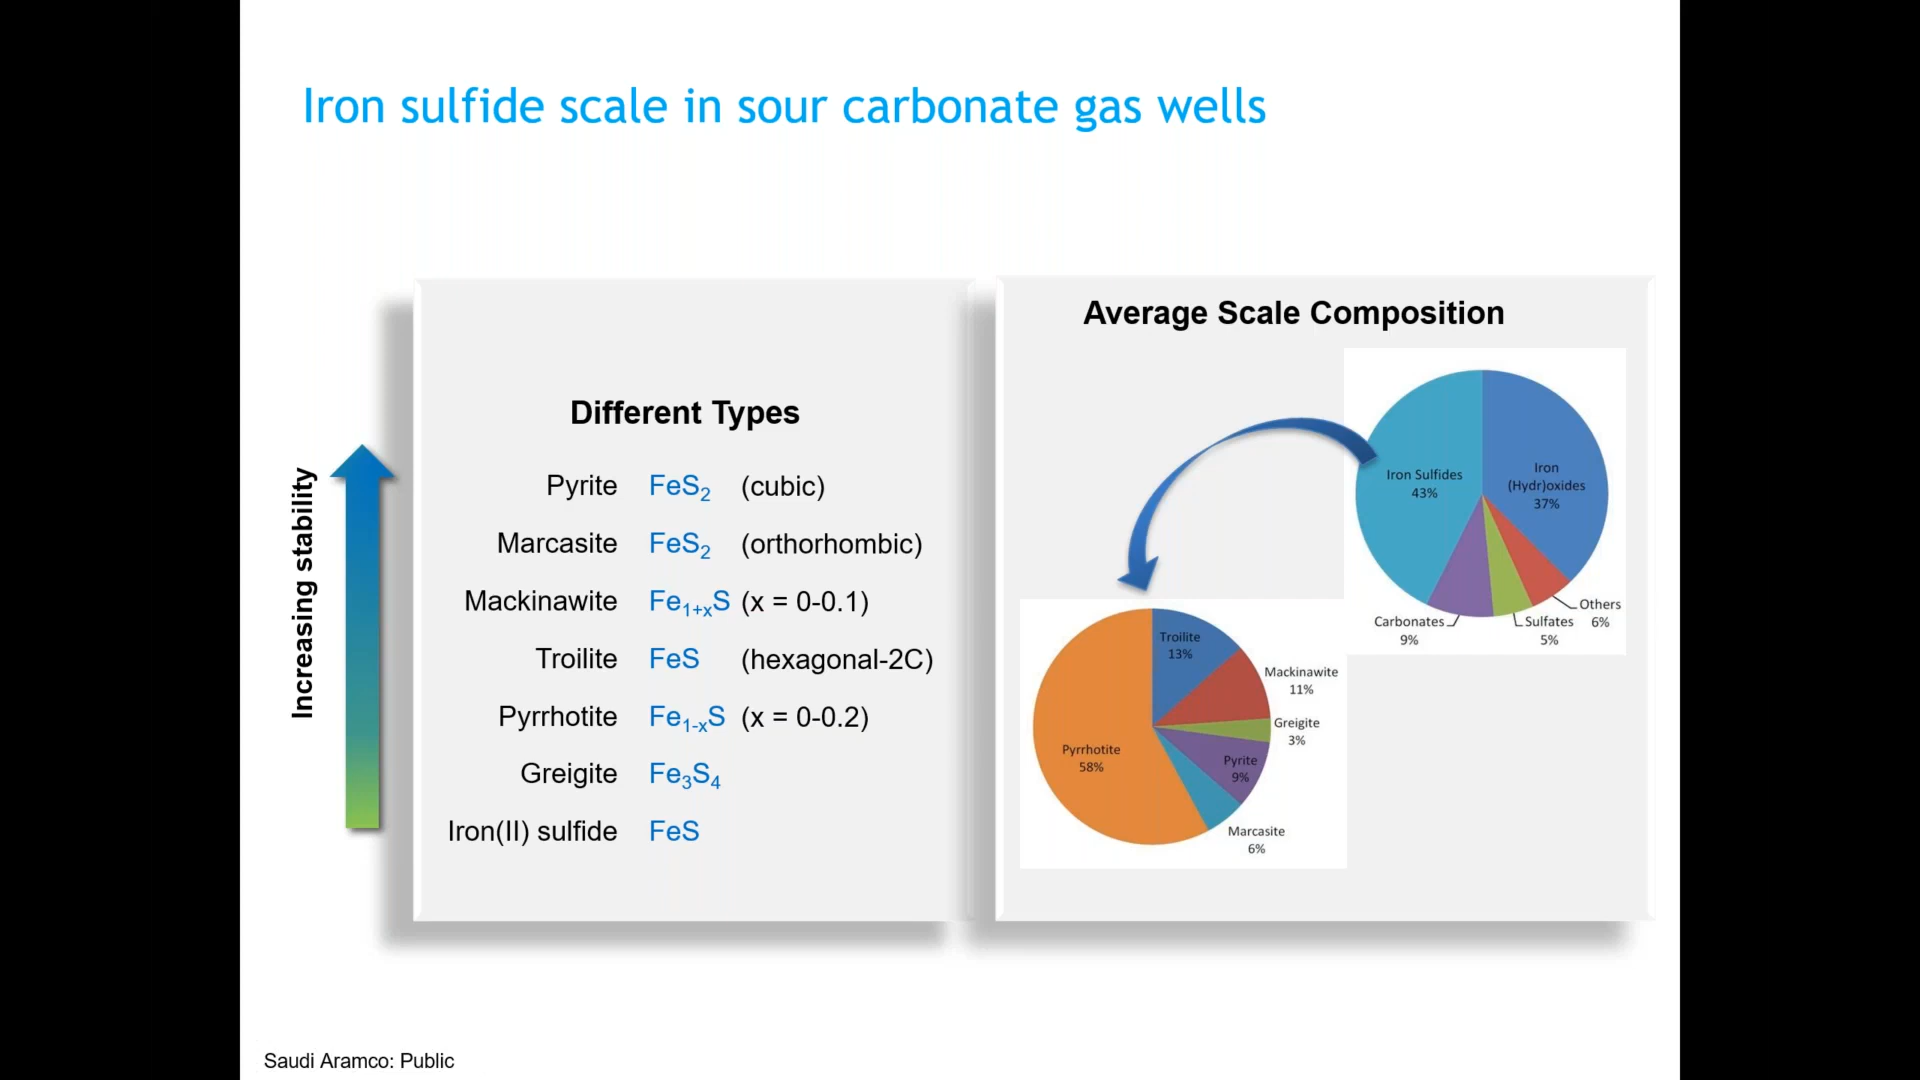 Iron sulfide scale in sour carbonate gas wells
Increasing stability
Different Types
Pyrite FeS2 (cubic)
Marcasite FeS2 (orthorhombic)
Mackinawite Fe1+xS (x = 0-0.1)
Troilite FeS (hexagonal-2C)
Pyrrhotite Fe1-xS (x = 0-0.2)
Greigite Fe3S4
Iron(II) sulfide FeS
Average Scale Composition
Iron Sulfides
43%
Iron
(Hydr)oxides
37%
Others
6%
Sulfates
5%
Carbonates
9%
Troilite
13%
Mackinawite
11%
Greigite
3%
Pyrite
9%
Marcasite
6%
Pyrrhotite
58%
Saudi Aramco: Public